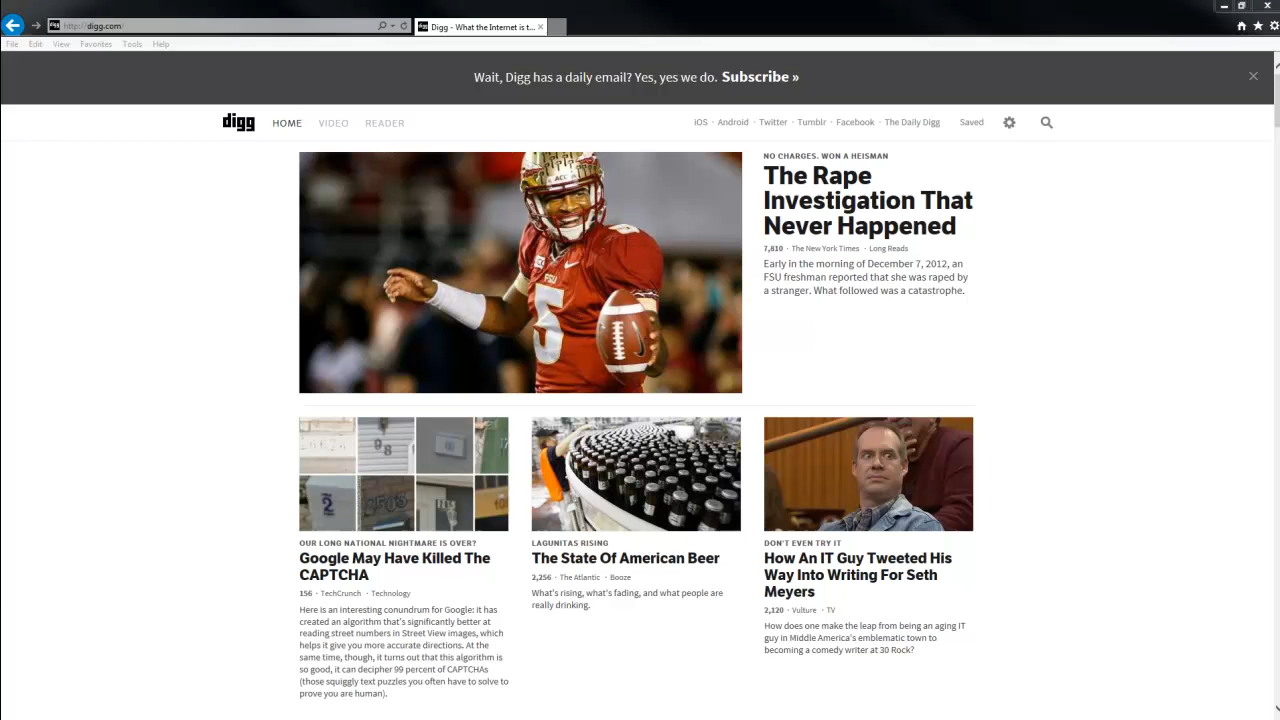 http://digg.com/
Digg - What the Internet is t...
File Edit View Favorites Tools Help
Wait, Digg has a daily email? Yes, yes we do. Subscribe »
digg HOME VIDEO READER
iOS · Android · Twitter · Tumblr · Facebook · The Daily Digg Saved
NO CHARGES. WON A HEISMAN
The Rape
Investigation That
Never Happened
7,810 · The New York Times · Long Reads
Early in the morning of December 7, 2012, an
FSU freshman reported that she was raped by
a stranger. What followed was a catastrophe.
ACC
FSU
5
98
2
OUR LONG NATIONAL NIGHTMARE IS OVER?
Google May Have Killed The
CAPTCHA
156 · TechCrunch · Technology
Here is an interesting conundrum for Google: it has
created an algorithm that's significantly better at
reading street numbers in Street View images, which
helps it give you more accurate directions. At the
same time, though, it turns out that this algorithm is
so good, it can decipher 99 percent of CAPTCHAs
(those squiggly text puzzles you often have to solve to
prove you are human).
LAGUNITAS RISING
The State Of American Beer
2,256 · The Atlantic · Booze
What's rising, what's fading, and what people are
really drinking.
DON'T EVEN TRY IT
How An IT Guy Tweeted His
Way Into Writing For Seth
Meyers
2,120 · Vulture · TV
How does one make the leap from being an aging IT
guy in Middle America's emblematic town to
becoming a comedy writer at 30 Rock?